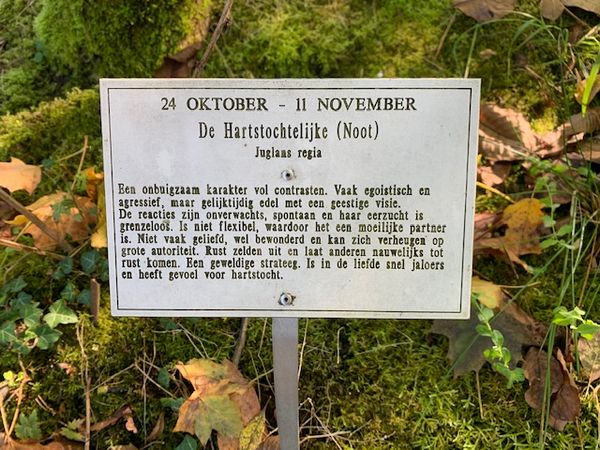 24 OKTOBER - 11 NOVEMBER
De Hartstochtelijke (Noot)
Juglans regia
Een onbuigzam karakter vol contrasten. Vaak egoistisch en
agressief, maar gelijktijdig edel met een geestige visie.
De reacties zijn onverwachts, spontaan en haar eerzucht is
grenzeloos. Is niet flexibel, waardoor het een moeilijke partner
is. Niet vaak geliefd, wel bewonderd en kan zich verheugen op
grote autoriteit. Rust zelden uit en laat anderen nauwelijks tot
rust komen. Een geweldige strateeg. Is in de liefde snel jaloers
en heeft gevoel voor hartstocht.